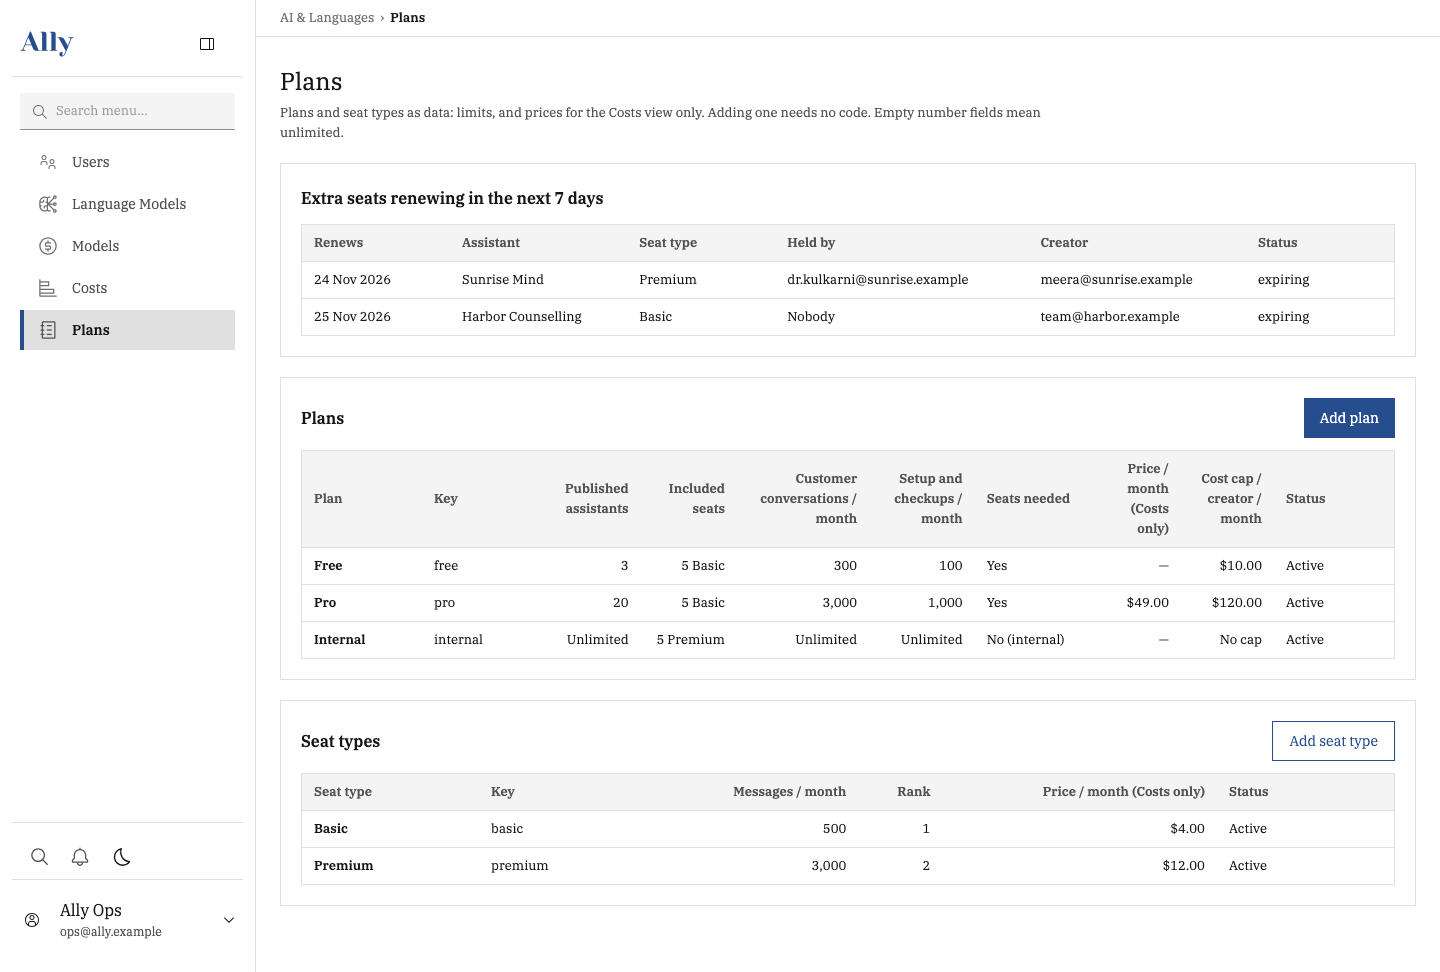 Ally
Search menu...
Users
Language Models
Models
Costs
Plans
Ally Ops
ops@ally.example
AI & Languages › Plans
Plans
Plans and seat types as data: limits, and prices for the Costs view only. Adding one needs no code. Empty number fields mean
unlimited.
Extra seats renewing in the next 7 days
Renews Assistant Seat type Held by Creator Status
24 Nov 2026 Sunrise Mind Premium dr.kulkarni@sunrise.example meera@sunrise.example expiring
25 Nov 2026 Harbor Counselling Basic Nobody team@harbor.example expiring
Plans
Add plan
Plan Key Published assistants Included seats Customer conversations / month Setup and checkups / month Seats needed Price / month (Costs only) Cost cap / creator / month Status
Free free 3 5 Basic 300 100 Yes — $10.00 Active
Pro pro 20 5 Basic 3,000 1,000 Yes $49.00 $120.00 Active
Internal internal Unlimited 5 Premium Unlimited Unlimited No (internal) — No cap Active
Seat types
Add seat type
Seat type Key Messages / month Rank Price / month (Costs only) Status
Basic basic 500 1 $4.00 Active
Premium premium 3,000 2 $12.00 Active